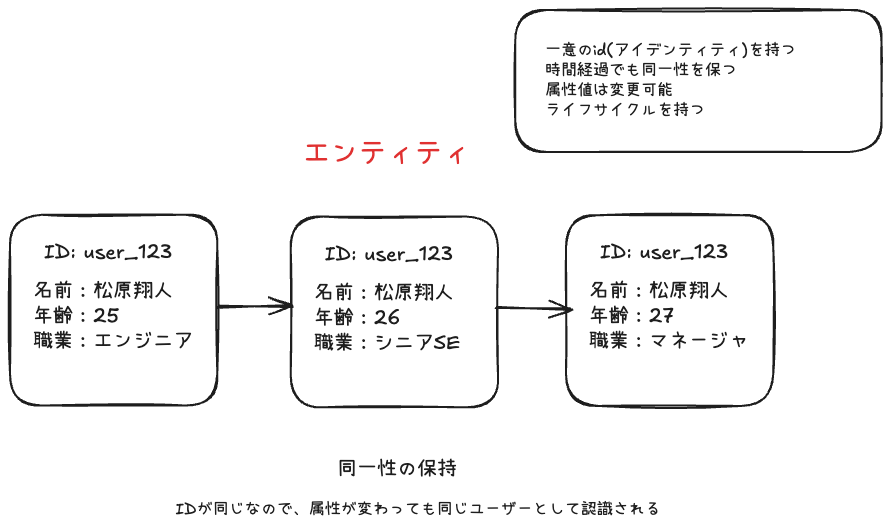 一意のid(アイデンティティ)を持つ
時間経過でも同一性を保つ
属性値は変更可能
ライフサイクルを持つ
エンティティ
ID: user_123
名前：松原翔人
年齢：25
職業：エンジニア
ID: user_123
名前：松原翔人
年齢：26
職業：シニアSE
ID: user_123
名前：松原翔人
年齢：27
職業：マネージャ
同一性の保持
IDが同じなので、属性が変わっても同じユーザーとして認識される